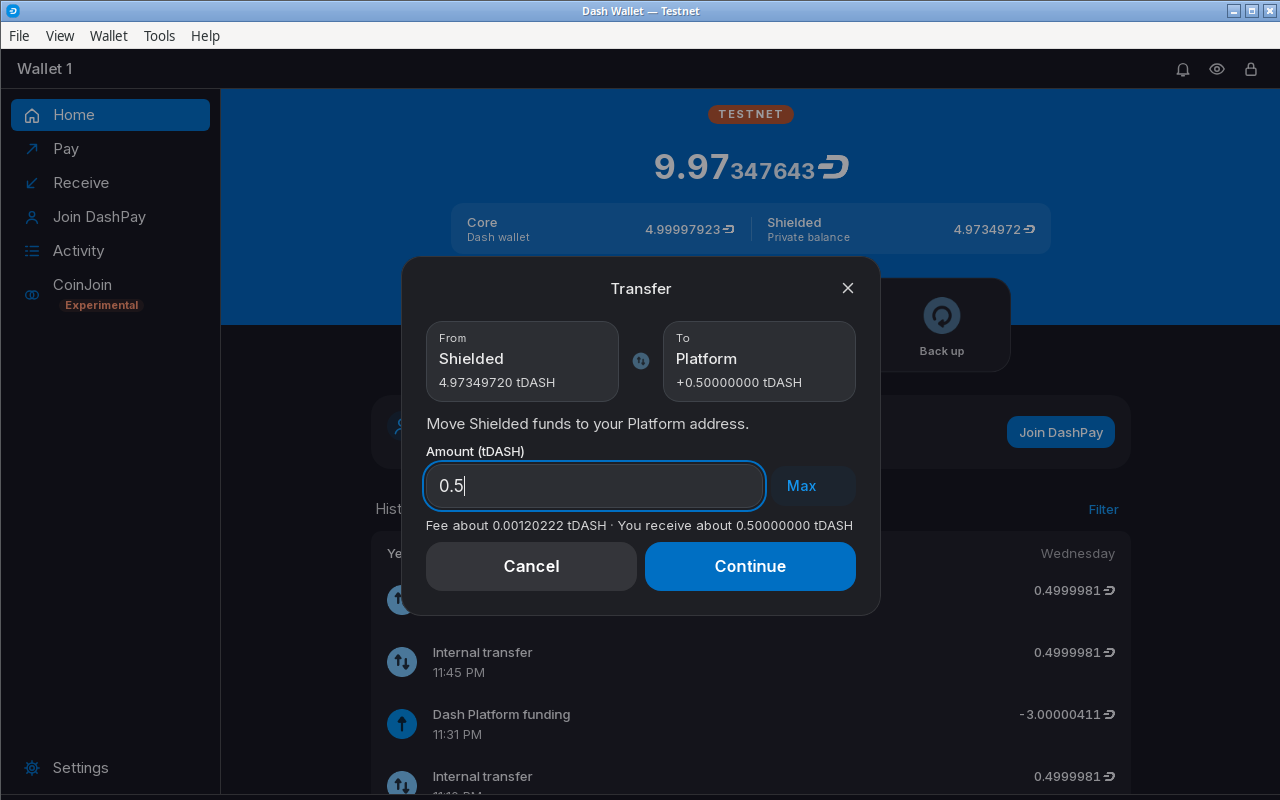 Dash Wallet — Testnet
File View Wallet Tools Help
Wallet 1
Home
Pay
Receive
Join DashPay
Activity
CoinJoin
Experimental
Settings
TESTNET
9.97347643
Core
Dash wallet
4.99997923
Shielded
Private balance
4.9734972
Back up
Transfer
From
Shielded
4.97349720 tDASH
To
Platform
+0.50000000 tDASH
Move Shielded funds to your Platform address.
Amount (tDASH)
0.5
Max
Fee about 0.00120222 tDASH · You receive about 0.50000000 tDASH
Cancel
Continue
Join DashPay
Filter
Wednesday
0.4999981
Internal transfer
11:45 PM
0.4999981
Dash Platform funding
11:31 PM
-3.00000411
Internal transfer
0.4999981